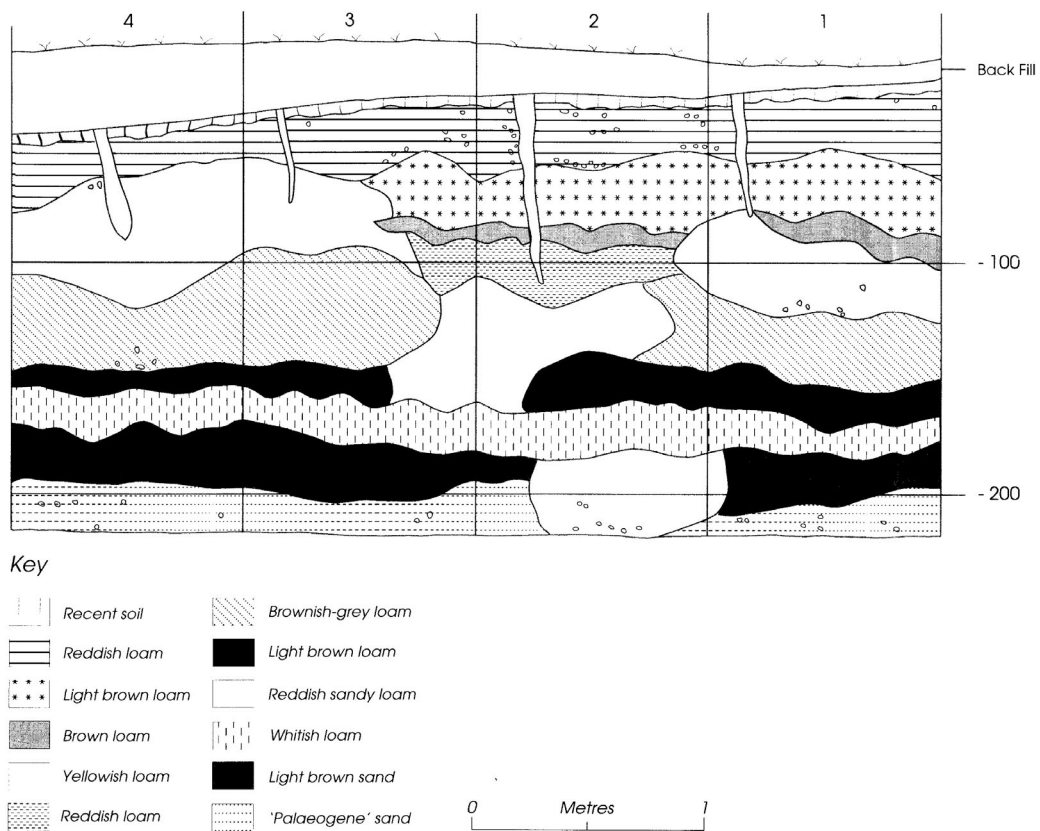 4 3 2 1
Back Fill
- 100
- 200
Key
Recent soil
Reddish loam
Light brown loam
Brown loam
Yellowish loam
Reddish loam
Brownish-grey loam
Light brown loam
Reddish sandy loam
Whitish loam
Light brown sand
'Palaeogene' sand
0 Metres 1